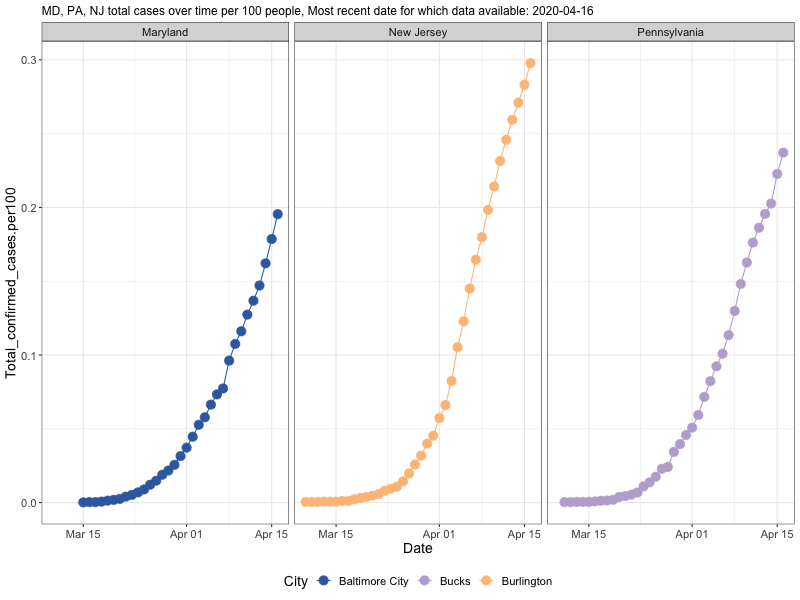 MD, PA, NJ total cases over time per 100 people, Most recent date for which data available: 2020-04-16
Maryland New Jersey Pennsylvania
Total_confirmed_cases.per100
0.3
0.2
0.1
0.0
Mar 15 Apr 01 Apr 15 Mar 15 Apr 01 Apr 15 Mar 15 Apr 01 Apr 15
Date
City Baltimore City Bucks Burlington